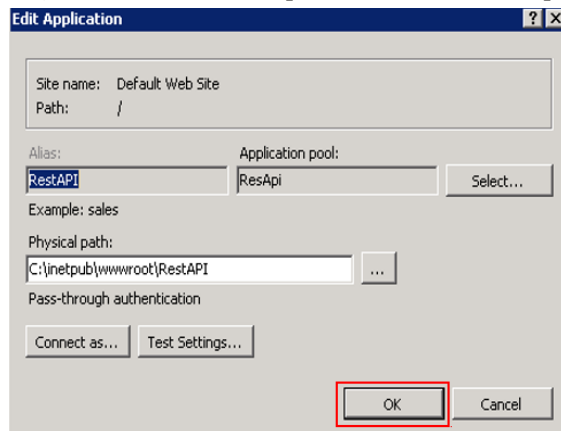 Edit Application
Site name: Default Web Site
Path: /
Alias: Application pool:
RestAPI ResApi Select...
Example: sales
Physical path:
C:\inetpub\wwwroot\RestAPI ...
Pass-through authentication
Connect as... Test Settings...
OK Cancel